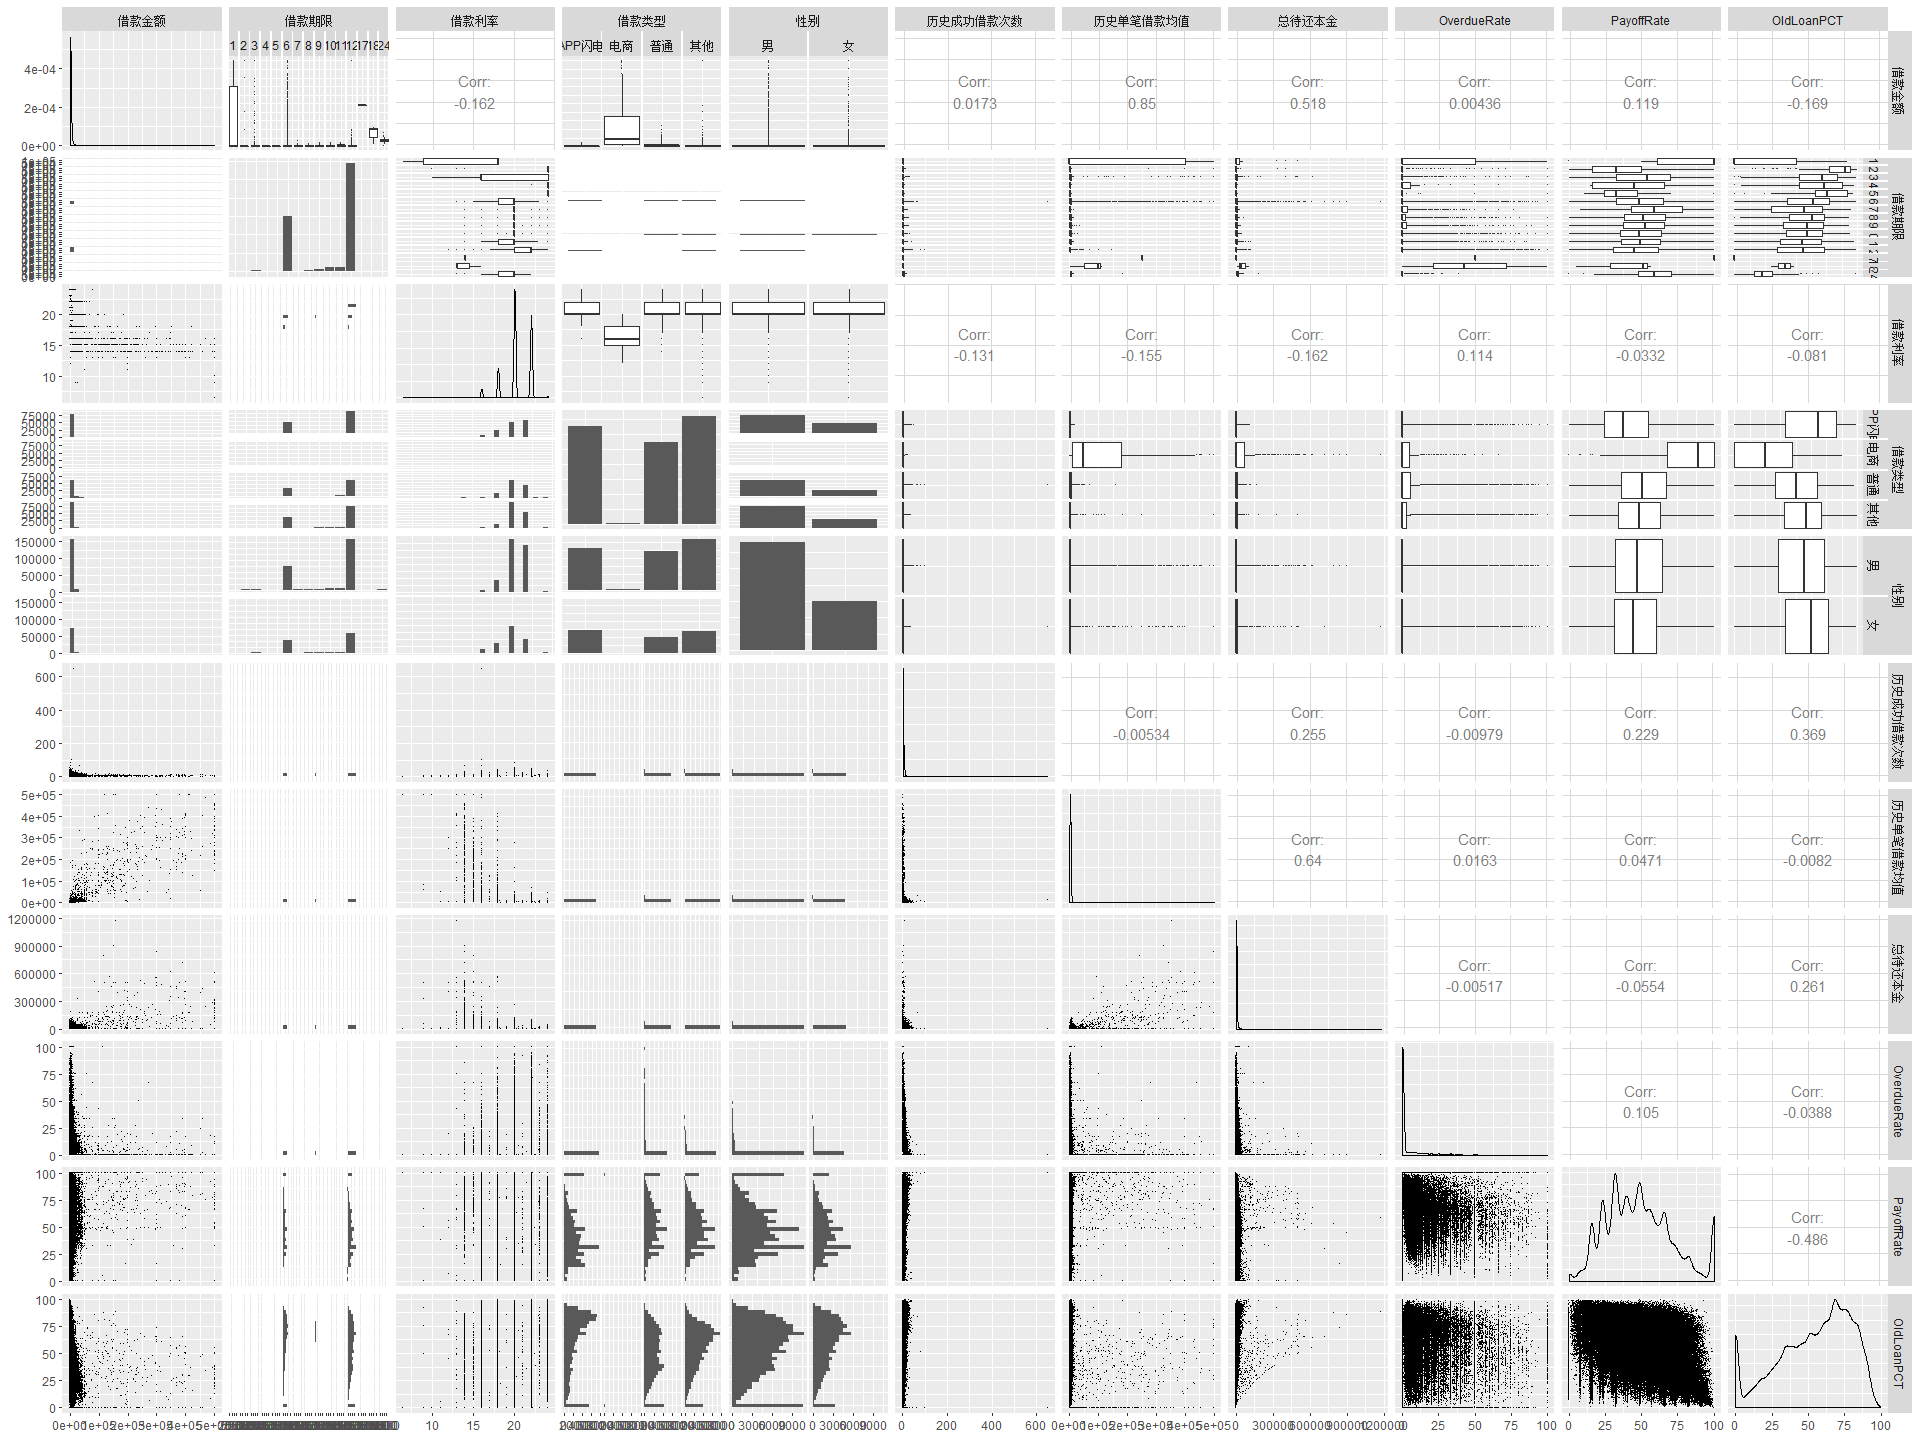 借款金额 借款期限 借款利率 借款类型 性别 历史成功借款次数 历史单笔借款均值 总待还本金 OverdueRate PayoffRate OldLoanPCT
1 2 3 4 5 6 7 8 9 10 11 12 17 18 24 APP闪电 电商 普通 其他 男 女
4e-04
2e-04
0e+00
Corr:
-0.162
Corr:
0.0173
Corr:
0.85
Corr:
0.518
Corr:
0.00436
Corr:
0.119
Corr:
-0.169
借款金额
借款期限
20
15
10
Corr:
-0.131
Corr:
-0.155
Corr:
-0.162
Corr:
0.114
Corr:
-0.0332
Corr:
-0.081
借款利率
75000
50000
25000
0
75000
50000
25000
0
75000
50000
25000
0
75000
50000
25000
0
电商
普通
其他
借款类型
150000
100000
50000
0
150000
100000
50000
0
男
女
性别
600
400
200
0
Corr:
-0.00534
Corr:
0.255
Corr:
-0.00979
Corr:
0.229
Corr:
0.369
历史成功借款次数
5e+05
4e+05
3e+05
2e+05
1e+05
0e+00
Corr:
0.64
Corr:
0.0163
Corr:
0.0471
Corr:
-0.0082
历史单笔借款均值
1200000
900000
600000
300000
0
Corr:
-0.00517
Corr:
-0.0554
Corr:
0.261
总待还本金
100
75
50
25
0
Corr:
0.105
Corr:
-0.0388
OverdueRate
100
75
50
25
0
Corr:
-0.486
PayoffRate
100
75
50
25
0
OldLoanPCT
0e+00 1e+05 2e+05 3e+05 4e+05 5e+05 10 15 20 0 3000 6000 9000 0 3000 6000 9000 0 200 400 600 0e+00 1e+05 2e+05 3e+05 4e+05 5e+05 0 300000 600000 900000 1200000 0 25 50 75 100 0 25 50 75 100 0 25 50 75 100